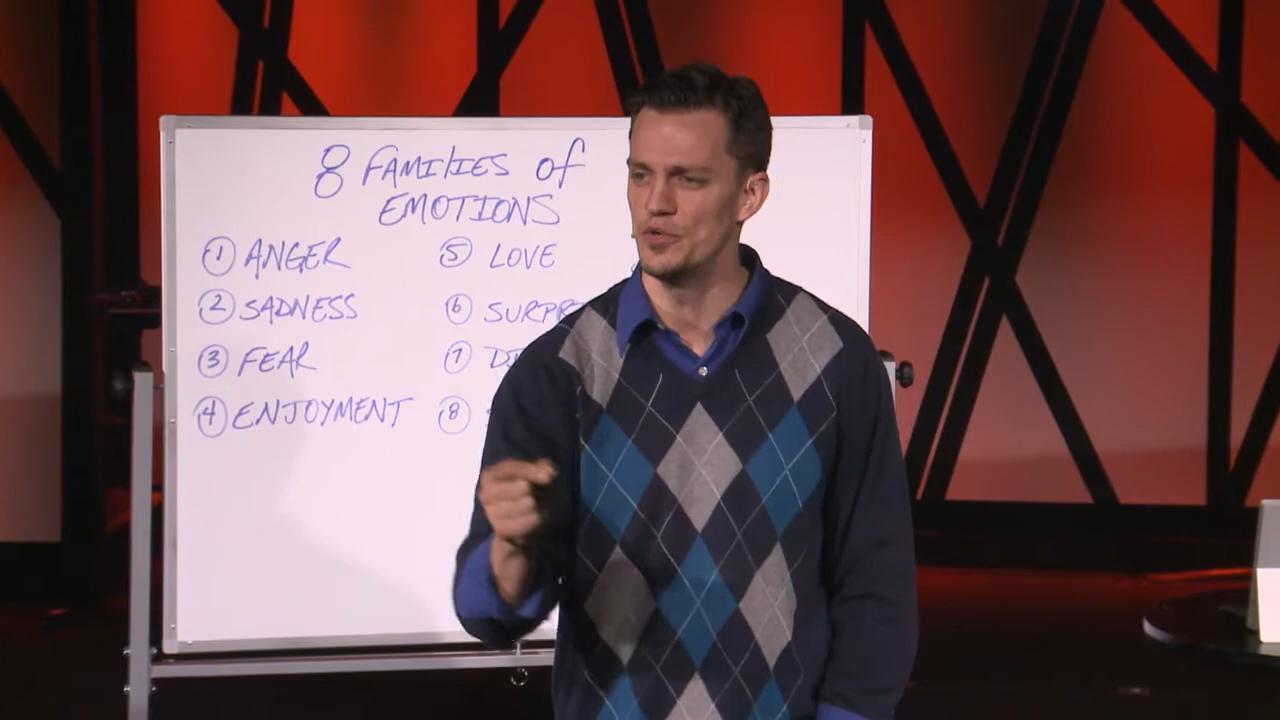 8 FAMILIES of
EMOTIONS
1 ANGER
2 SADNESS
3 FEAR
4 ENJOYMENT
5 LOVE
6
7
8